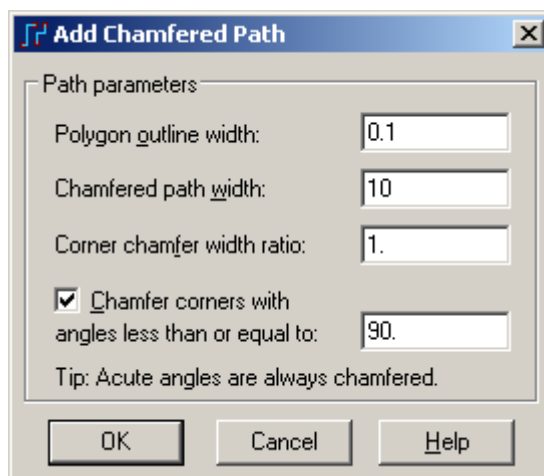 Add Chamfered Path
Path parameters
Polygon outline width: 0.1
Chamfered path width: 10
Corner chamfer width ratio: 1.
Chamfer corners with
angles less than or equal to: 90.
Tip: Acute angles are always chamfered.
OK Cancel Help